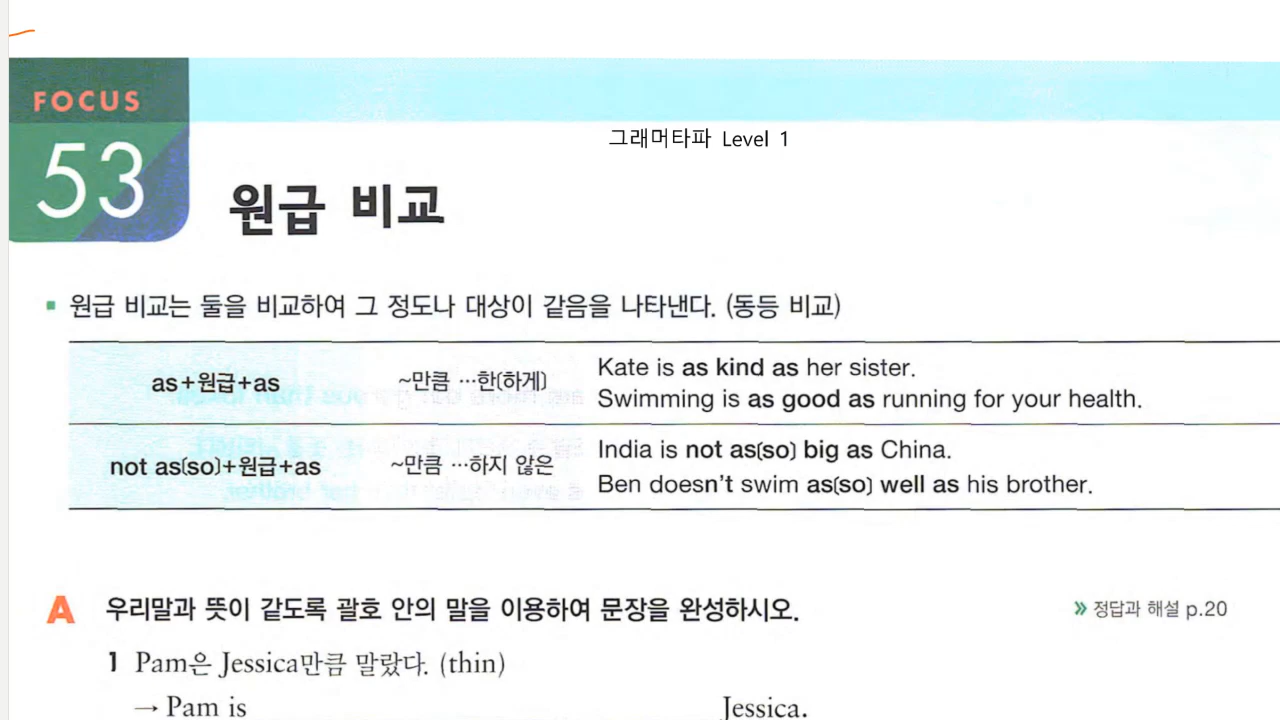 FOCUS
53
그래머타파 Level 1
원급 비교
▪ 원급 비교는 둘을 비교하여 그 정도나 대상이 같음을 나타낸다. (동등 비교)
as+원급+as ~만큼 …한(하게) Kate is as kind as her sister.
Swimming is as good as running for your health.
not as(so)+원급+as ~만큼 …하지 않은 India is not as(so) big as China.
Ben doesn't swim as(so) well as his brother.
A 우리말과 뜻이 같도록 괄호 안의 말을 이용하여 문장을 완성하시오. » 정답과 해설 p.20
1 Pam은 Jessica만큼 말랐다. (thin)
→ Pam is ____________ Jessica.